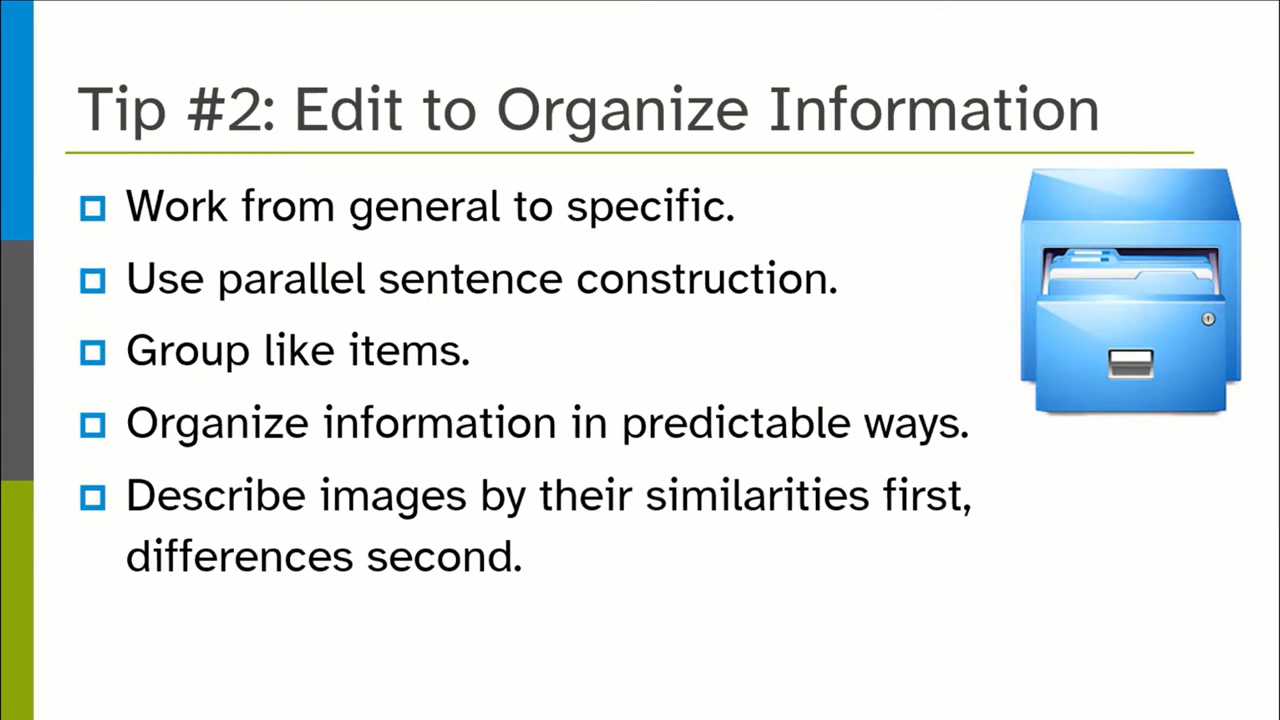 Tip #2: Edit to Organize Information
Work from general to specific.
Use parallel sentence construction.
Group like items.
Organize information in predictable ways.
Describe images by their similarities first,
differences second.